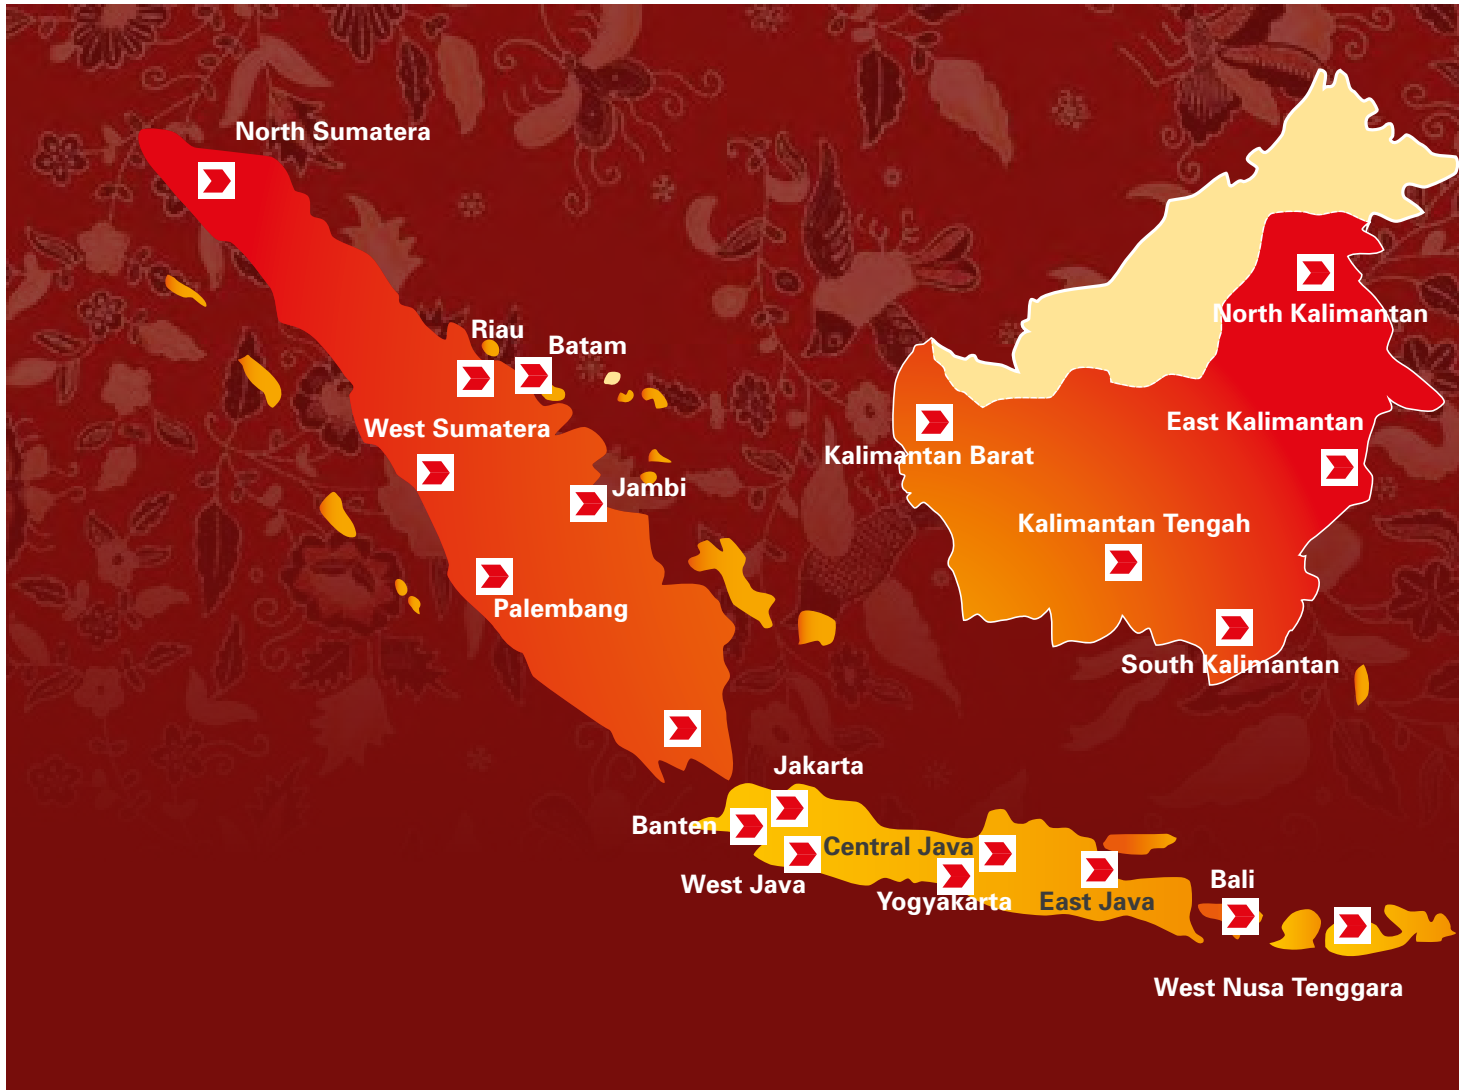 North Sumatera
Riau
Batam
West Sumatera
Jambi
Palembang
North Kalimantan
East Kalimantan
Kalimantan Barat
Kalimantan Tengah
South Kalimantan
Jakarta
Banten
Central Java
West Java
Yogyakarta
East Java
Bali
West Nusa Tenggara